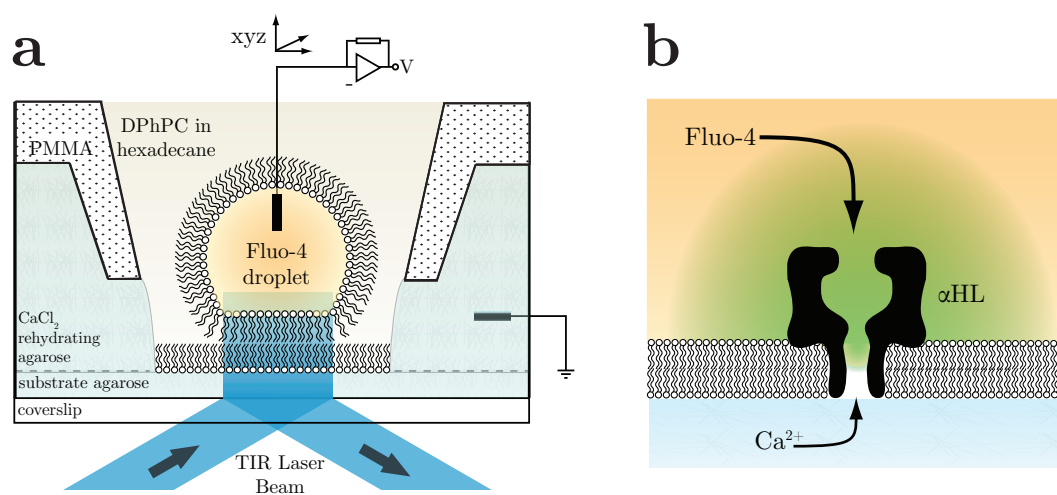 a
xyz
V
-
DPhPC in
hexadecane
PMMA
Fluo-4
droplet
CaCl₂
rehydrating
agarose
substrate agarose
coverslip
TIR Laser
Beam
b
Fluo-4
αHL
Ca²⁺